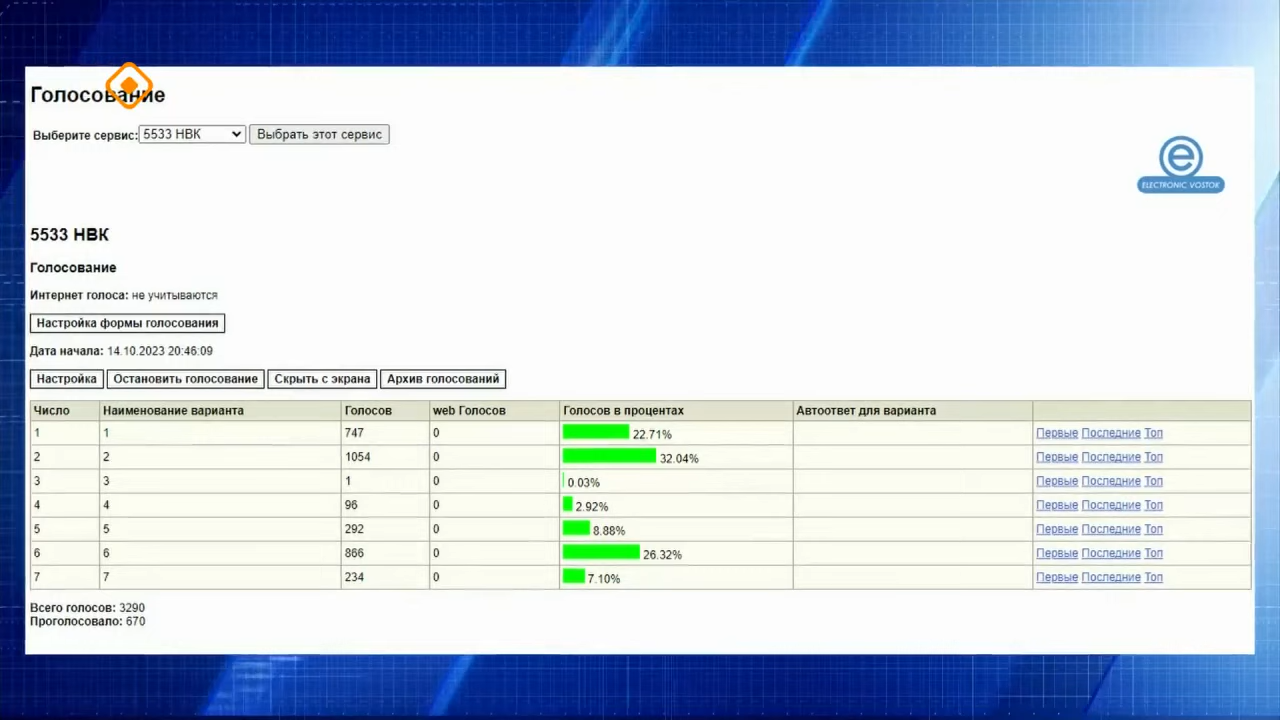 Голосование
Выберите сервис: 5533 НВК Выбрать этот сервис
ELECTRONIC VOSTOK
5533 НВК
Голосование
Интернет голоса: не учитываются
Настройка формы голосования
Дата начала: 14.10.2023 20:46:09
Настройка Остановить голосование Скрыть с экрана Архив голосований
Число Наименование варианта Голосов web Голосов Голосов в процентах Автоответ для варианта
1 1 747 0 22.71% Первые Последние Топ
2 2 1054 0 32.04% Первые Последние Топ
3 3 1 0 0.03% Первые Последние Топ
4 4 96 0 2.92% Первые Последние Топ
5 5 292 0 8.88% Первые Последние Топ
6 6 866 0 26.32% Первые Последние Топ
7 7 234 0 7.10% Первые Последние Топ
Всего голосов: 3290
Проголосовало: 670